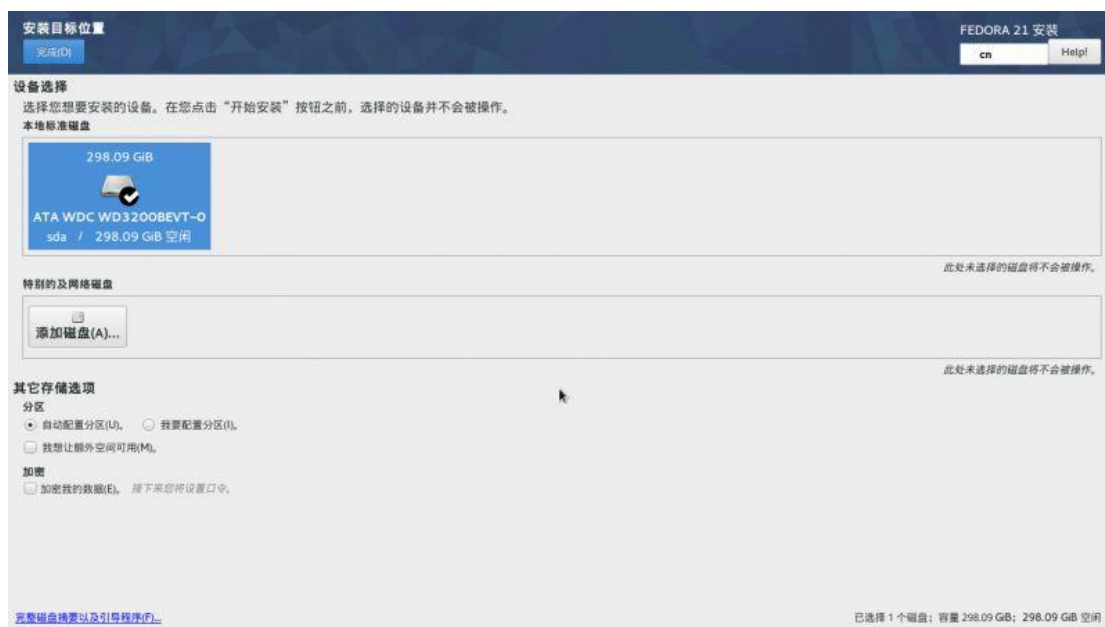 安装目标位置
FEDORA 21 安装
完成(D)
cn
Help!
设备选择
选择您想要安装的设备。在您点击“开始安装”按钮之前，选择的设备并不会被操作。
本地标准磁盘
298.09 GiB
ATA WDC WD3200BEVT-0
sda / 298.09 GiB 空闲
此处未选择的磁盘将不会被操作。
特别的及网络磁盘
添加磁盘(A)...
此处未选择的磁盘将不会被操作。
其它存储选项
分区
自动配置分区(U)。 我要配置分区(I)。
我想让额外空间可用(M)。
加密
加密我的数据(E)。 接下来您将设置口令。
完整磁盘摘要以及引导程序(F)...
已选择 1 个磁盘；容量 298.09 GiB；298.09 GiB 空闲